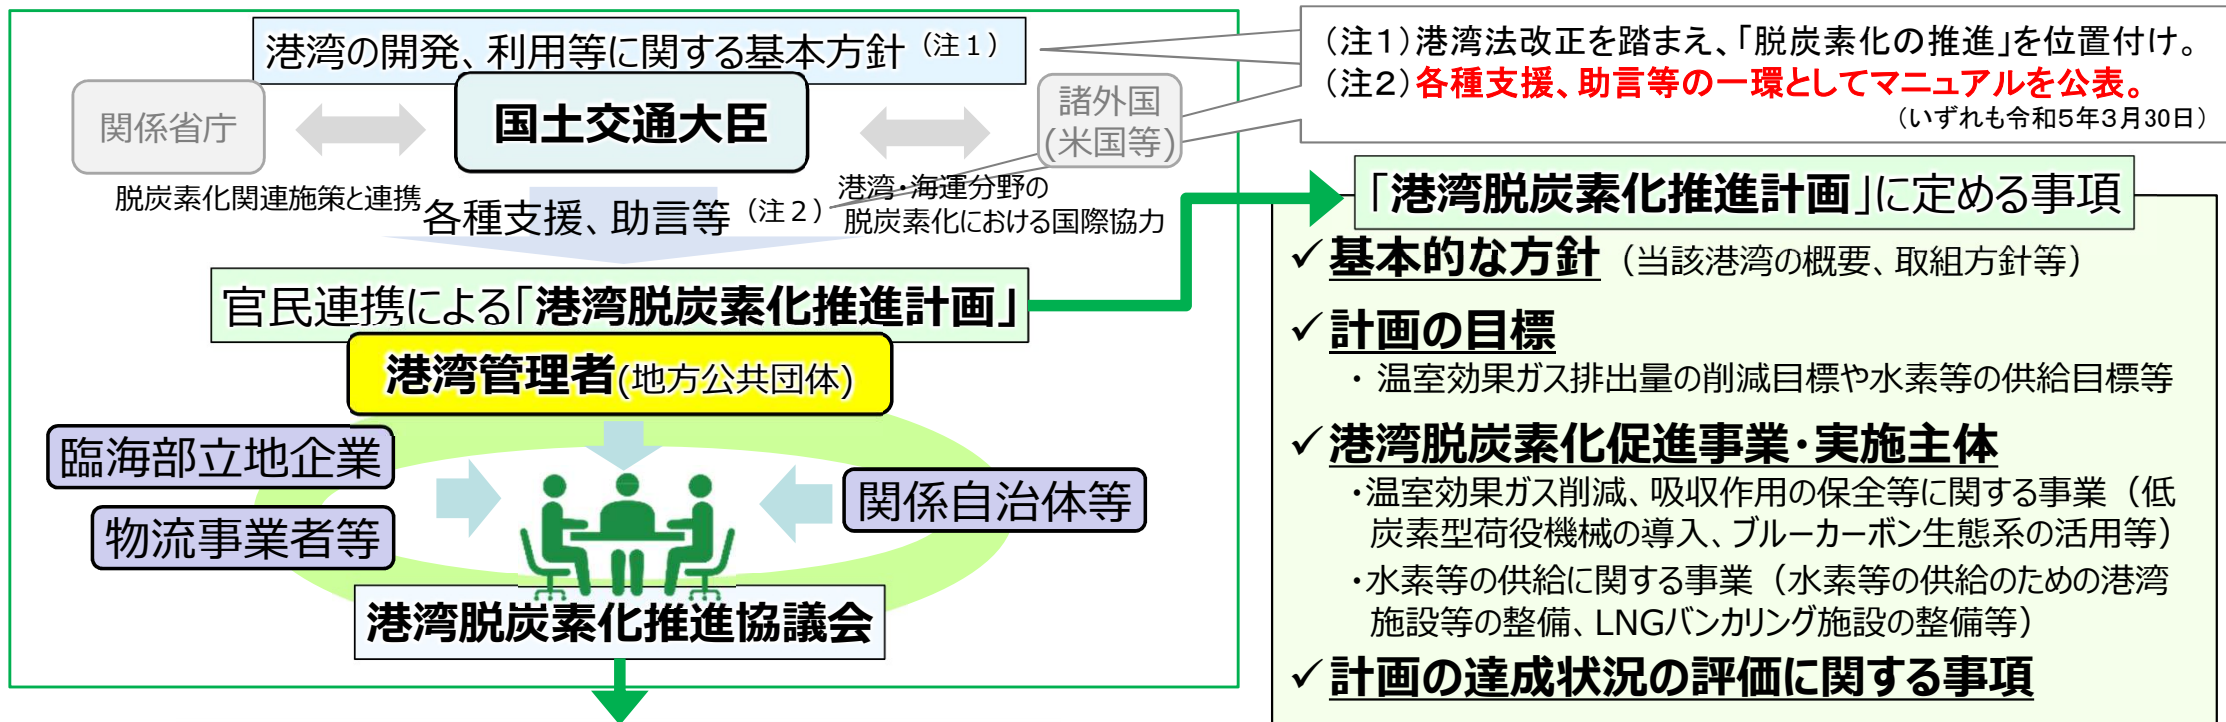 港湾の開発、利用等に関する基本方針（注１）
関係省庁
国土交通大臣
諸外国
(米国等)
脱炭素化関連施策と連携
各種支援、助言等（注２）
港湾・海運分野の
脱炭素化における国際協力
官民連携による「港湾脱炭素化推進計画」
港湾管理者(地方公共団体)
臨海部立地企業
物流事業者等
関係自治体等
港湾脱炭素化推進協議会
（注１）港湾法改正を踏まえ、「脱炭素化の推進」を位置付け。
（注２）各種支援、助言等の一環としてマニュアルを公表。
（いずれも令和５年３月30日）
「港湾脱炭素化推進計画」に定める事項
✓基本的な方針（当該港湾の概要、取組方針等）
✓計画の目標
・温室効果ガス排出量の削減目標や水素等の供給目標等
✓港湾脱炭素化促進事業・実施主体
・温室効果ガス削減、吸収作用の保全等に関する事業（低
炭素型荷役機械の導入、ブルーカーボン生態系の活用等）
・水素等の供給に関する事業（水素等の供給のための港湾
施設等の整備、LNGバンカリング施設の整備等）
✓計画の達成状況の評価に関する事項